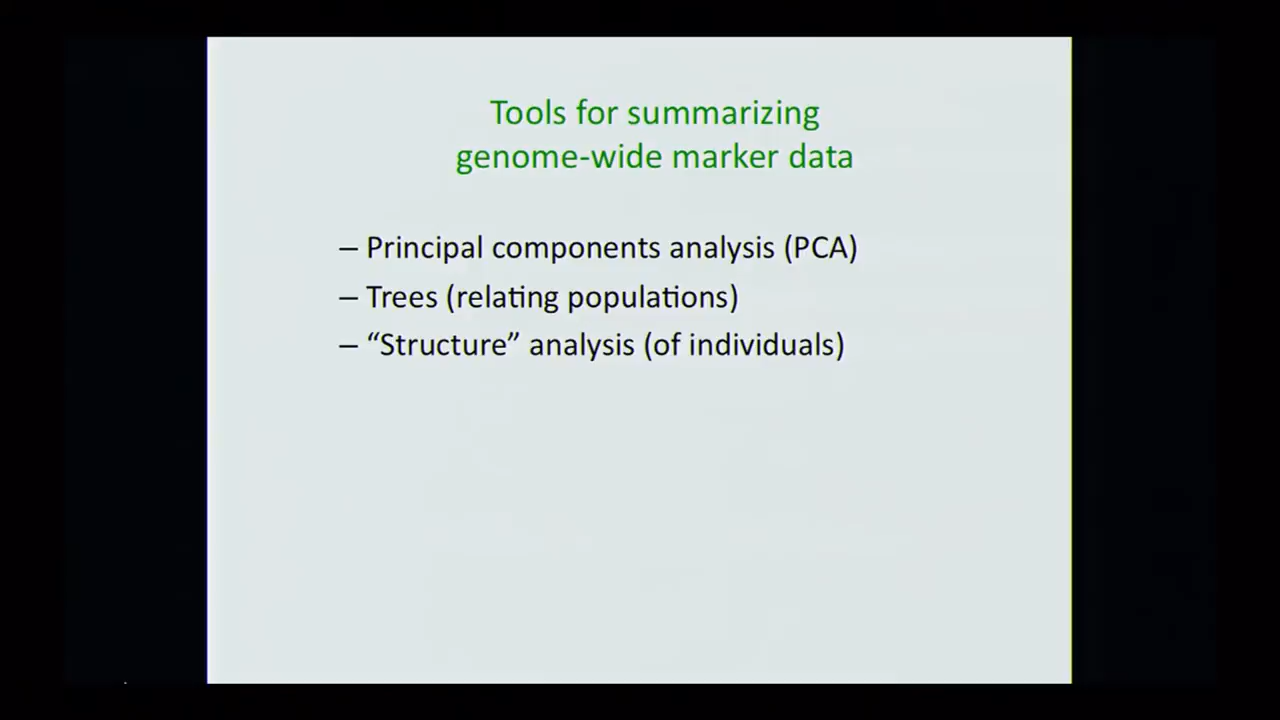 Tools for summarizing
genome-wide marker data
– Principal components analysis (PCA)
– Trees (relating populations)
– “Structure” analysis (of individuals)